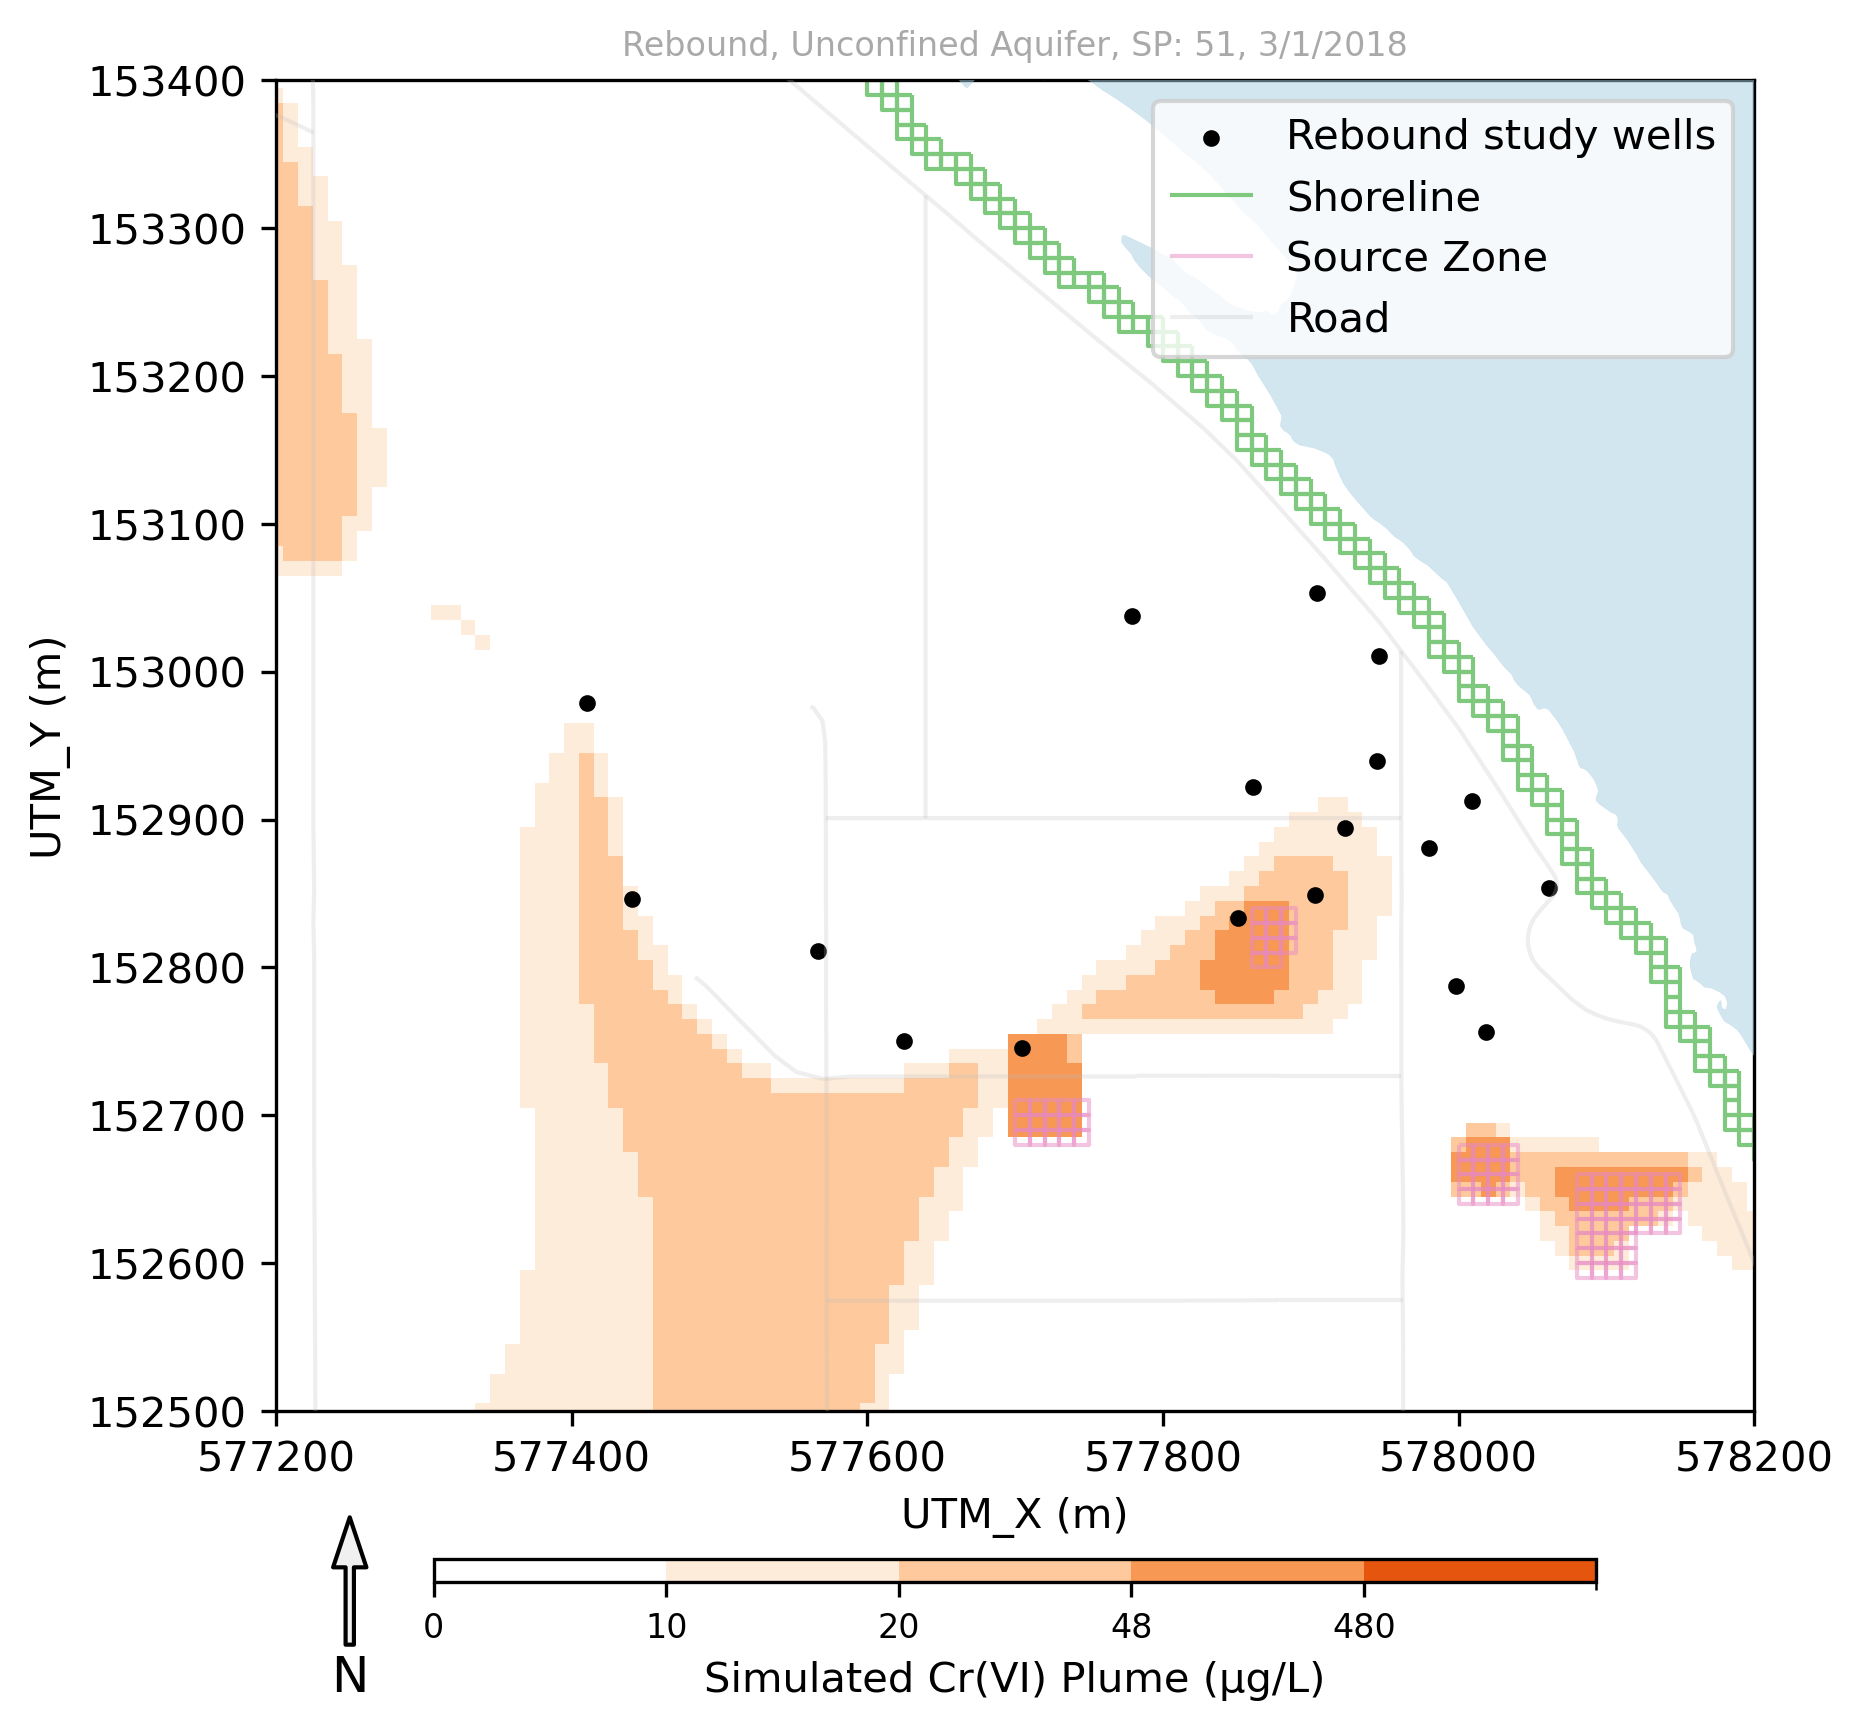 Rebound, Unconfined Aquifer, SP: 51, 3/1/2018
Rebound study wells
Shoreline
Source Zone
Road
153400
153300
153200
153100
153000
152900
152800
152700
152600
152500
UTM_Y (m)
577200 577400 577600 577800 578000 578200
UTM_X (m)
N
0 10 20 48 480
Simulated Cr(VI) Plume (μg/L)